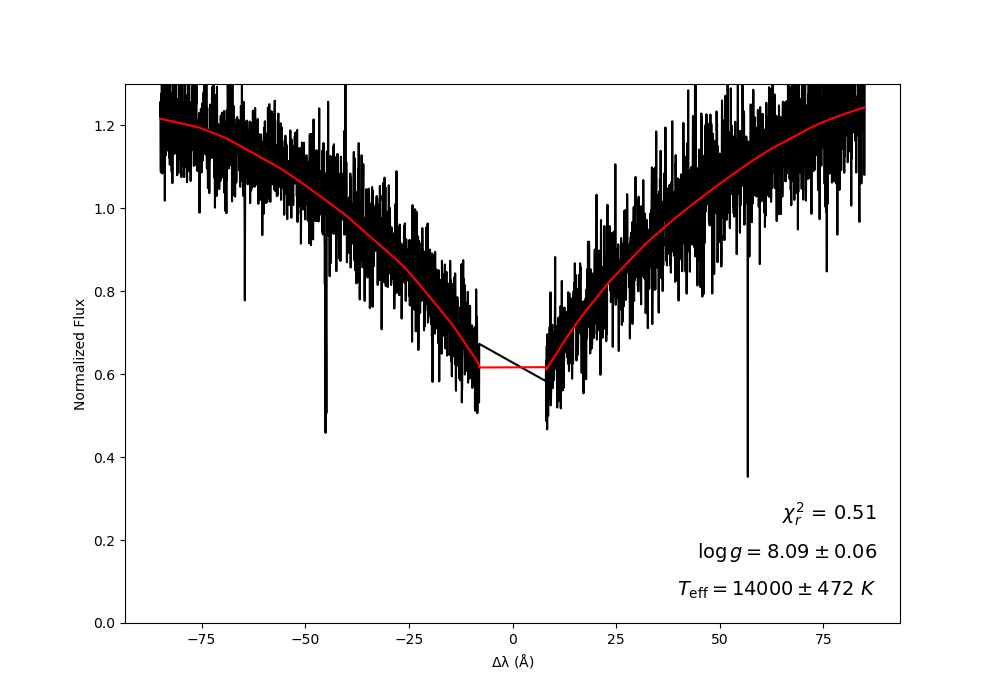 1.2
1.0
0.8
0.6
0.4
0.2
0.0
Normalized Flux
χ²ᵣ = 0.51
log g = 8.09 ± 0.06
T_eff = 14000 ± 472 K
−75 −50 −25 0 25 50 75
Δλ (Å)